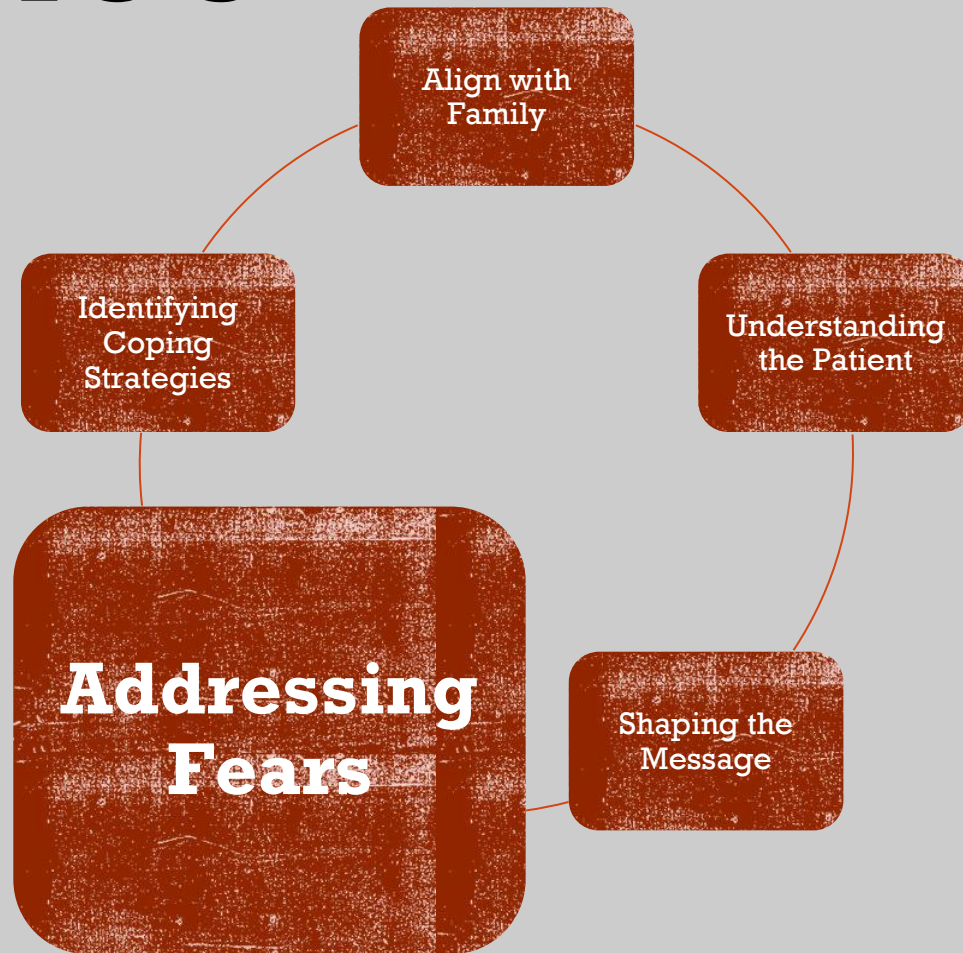 Align with
Family
Understanding
the Patient
Shaping the
Message
Addressing
Fears
Identifying
Coping
Strategies